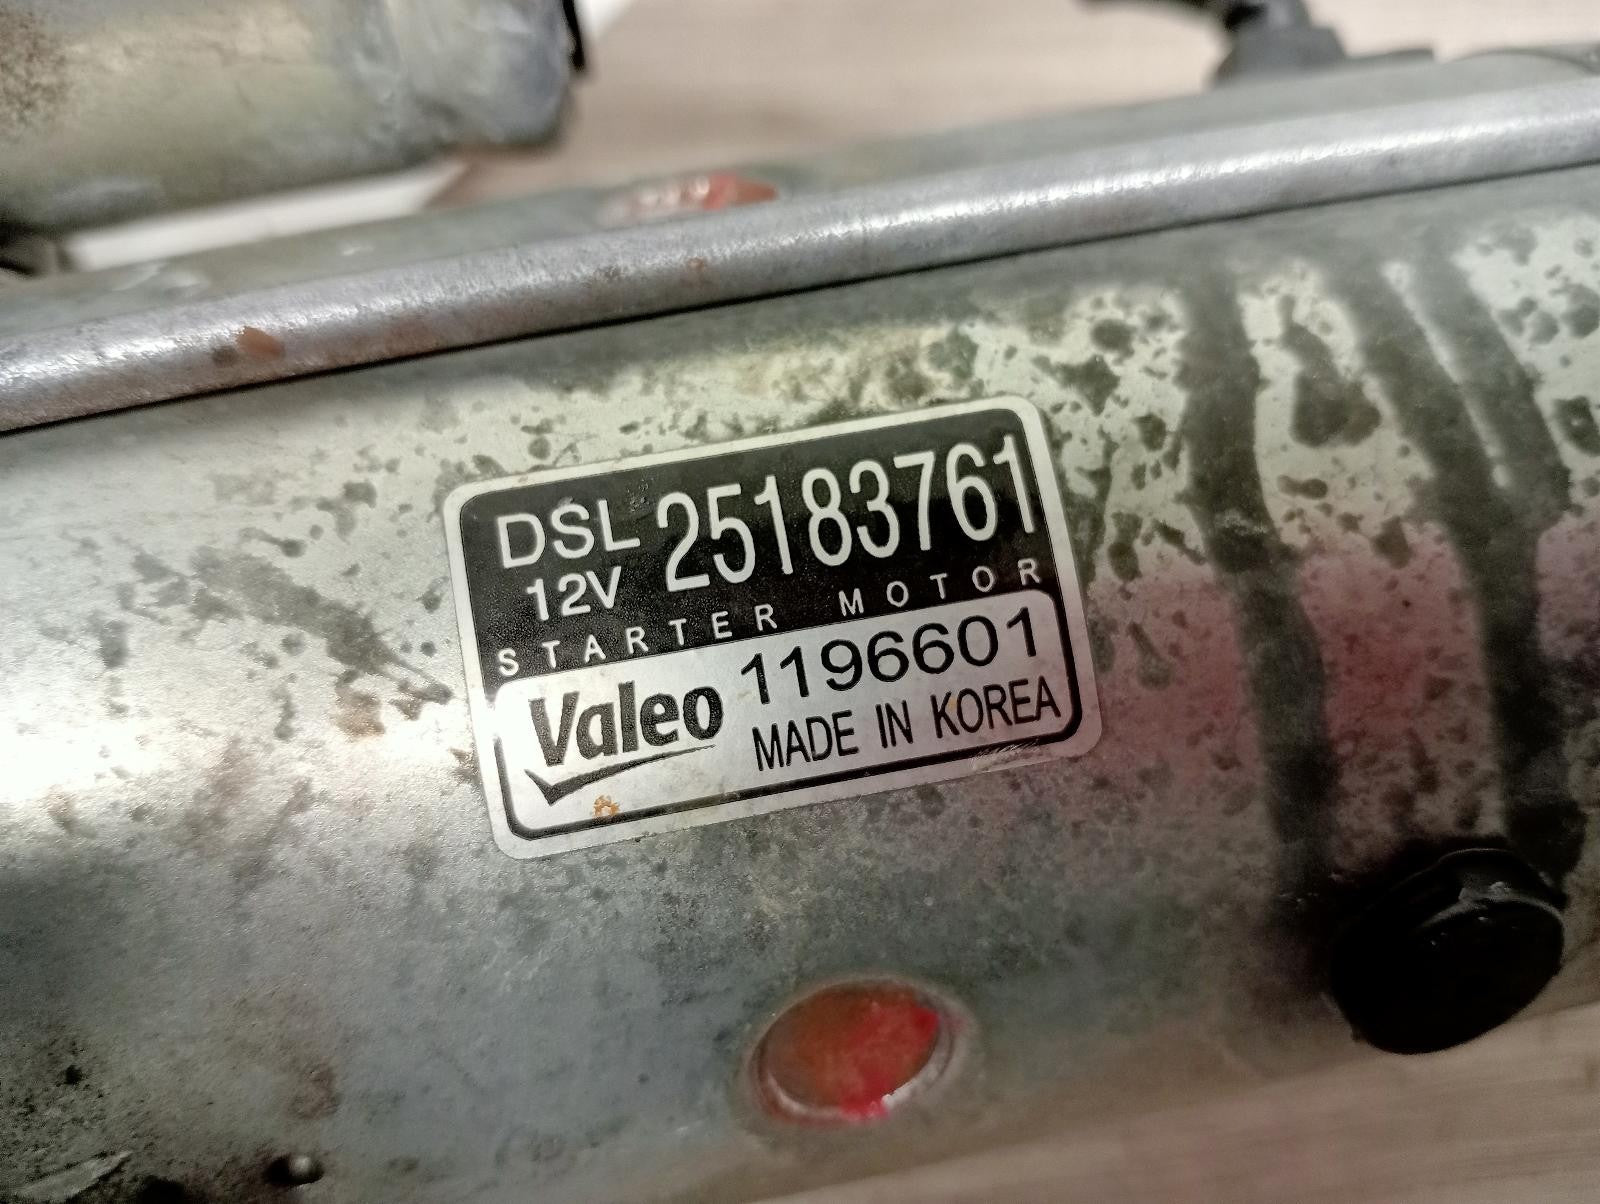 DSL 25183761
12V
STARTER MOTOR
Valeo 1196601
MADE IN KOREA